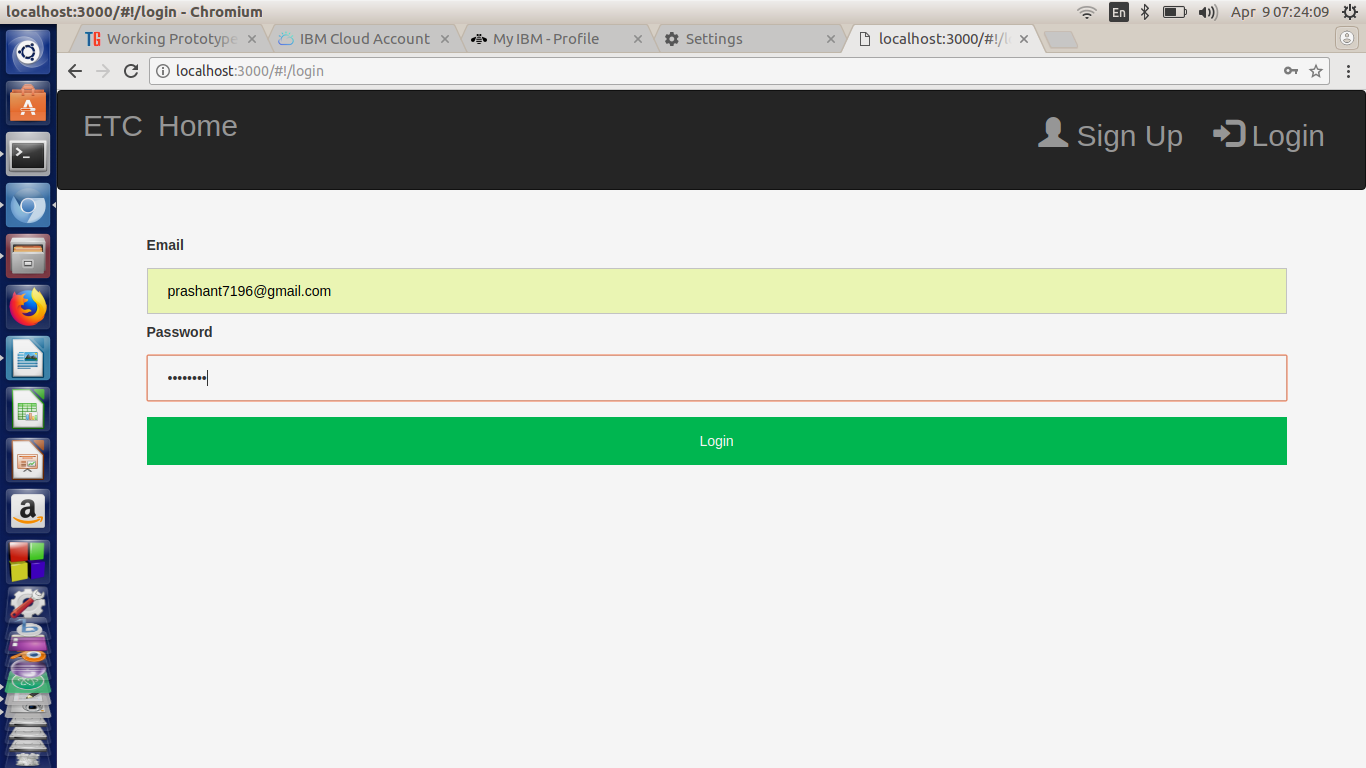 localhost:3000/#!/login - Chromium
En
Apr 9 07:24:09
Working Prototype
IBM Cloud Account
My IBM - Profile
Settings
localhost:3000/#!/l
localhost:3000/#!/login
ETC Home
Sign Up
Login
Email
prashant7196@gmail.com
Password
••••••••
Login